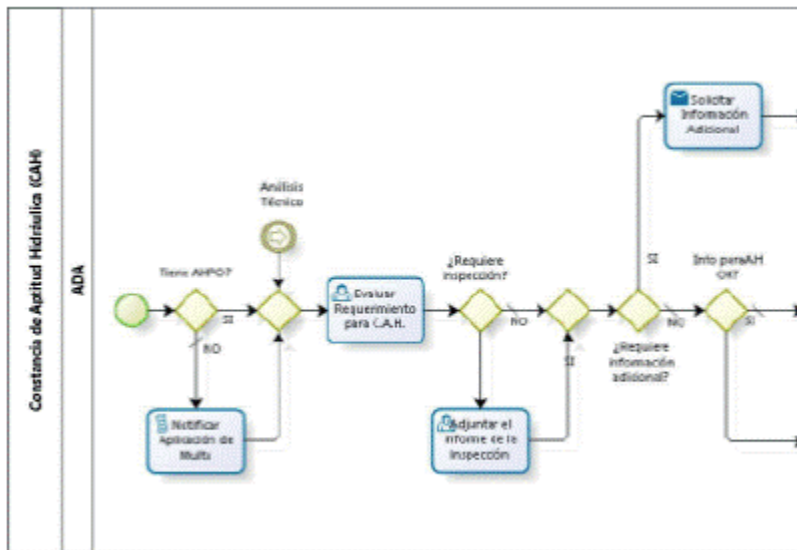 Constancia de Aptitud Hidráulica (CAH)
ADA
Tiene AHPO?
SI
NO
Notificar
Aplicación de
Multa
Análisis
Técnico
Evaluar
Requerimiento
para C.A.H.
¿Requiere
inspección?
NO
Adjuntar el
informe de la
Inspección
SI
¿Requiere
información
adicional?
SI
NO
Solicitar
Información
Adicional
Info paraAH
OK?
SI